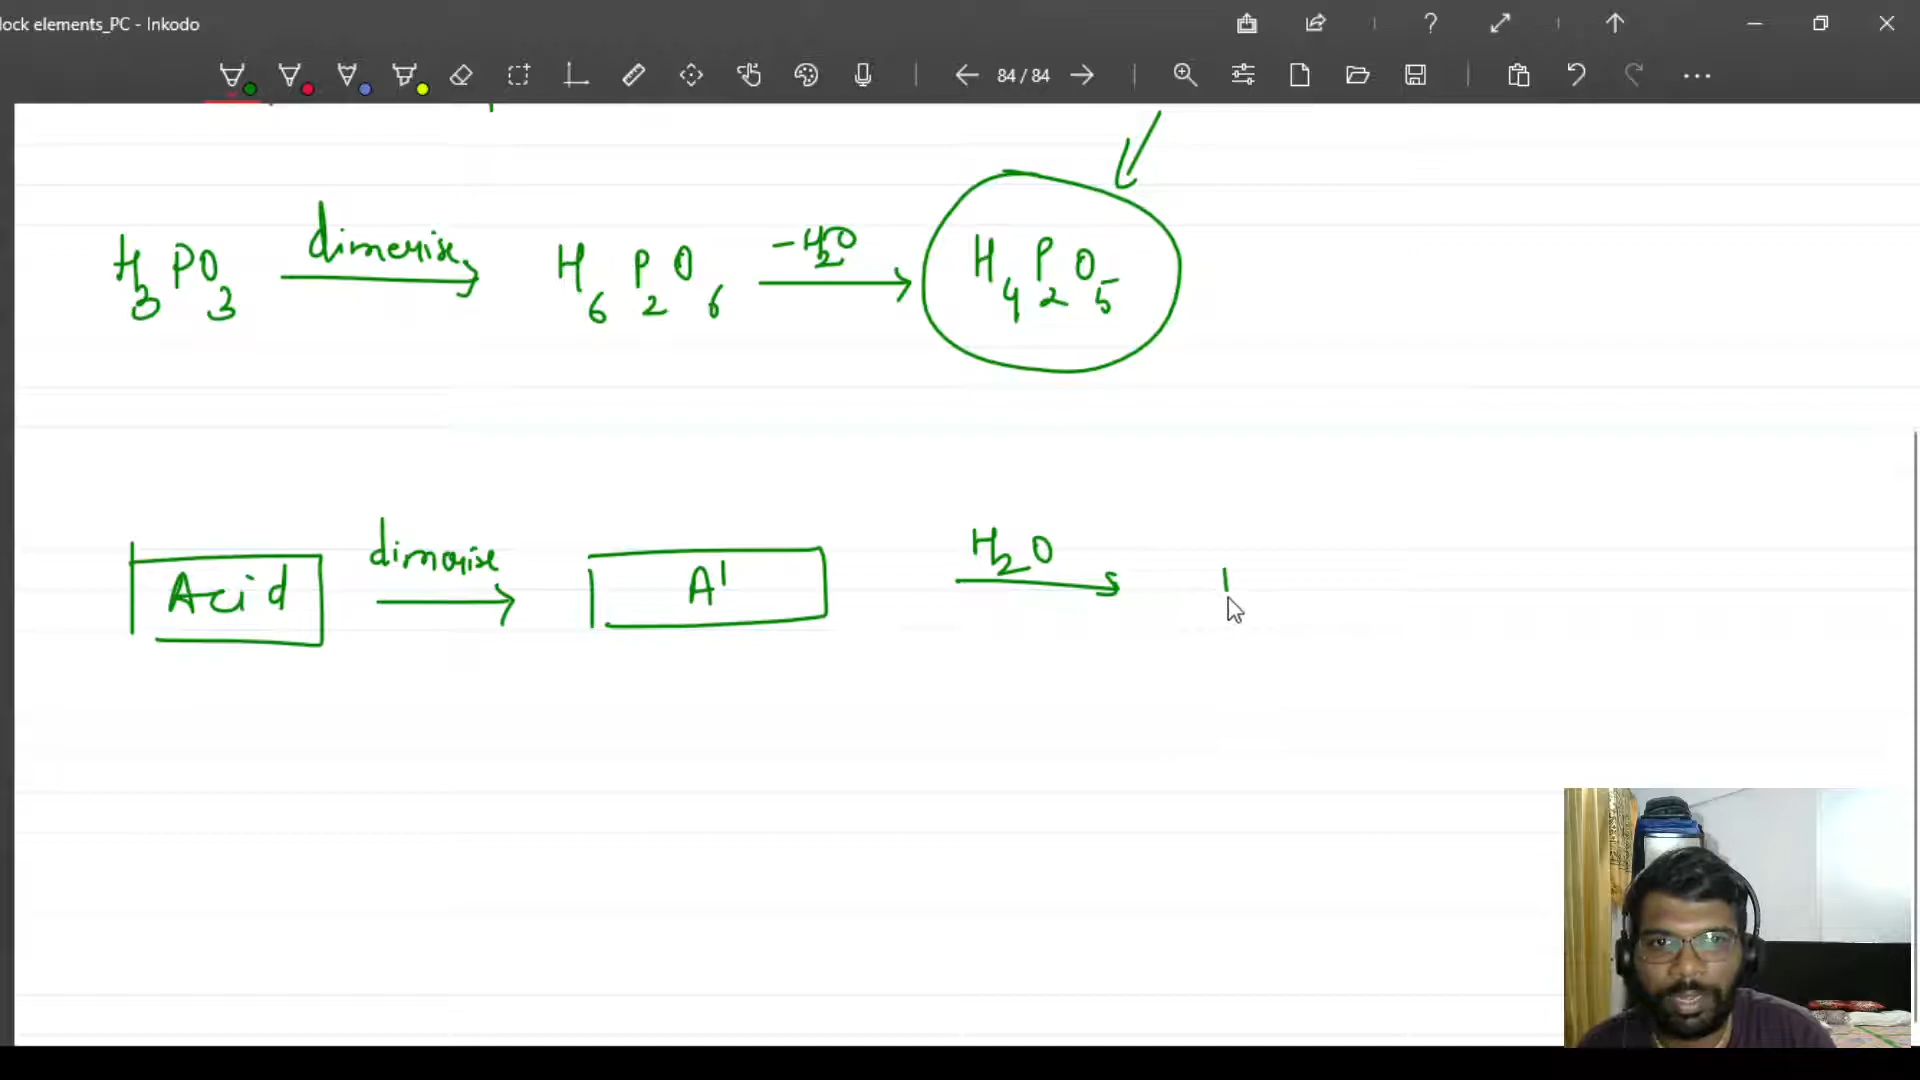 lock elements_PC - Inkodo
84 / 84
H3PO3 dimerise H6P2O6 -H2O H4P2O5
Acid dimerise A' H2O